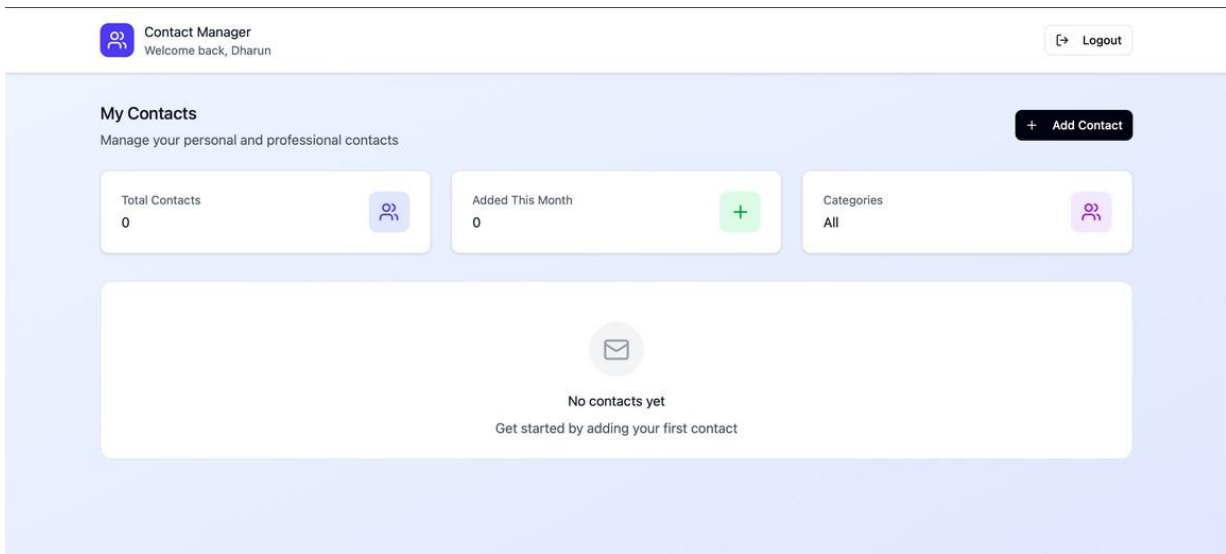 Contact Manager
Welcome back, Dharun
Logout
My Contacts
Manage your personal and professional contacts
Add Contact
Total Contacts
0
Added This Month
0
Categories
All
No contacts yet
Get started by adding your first contact